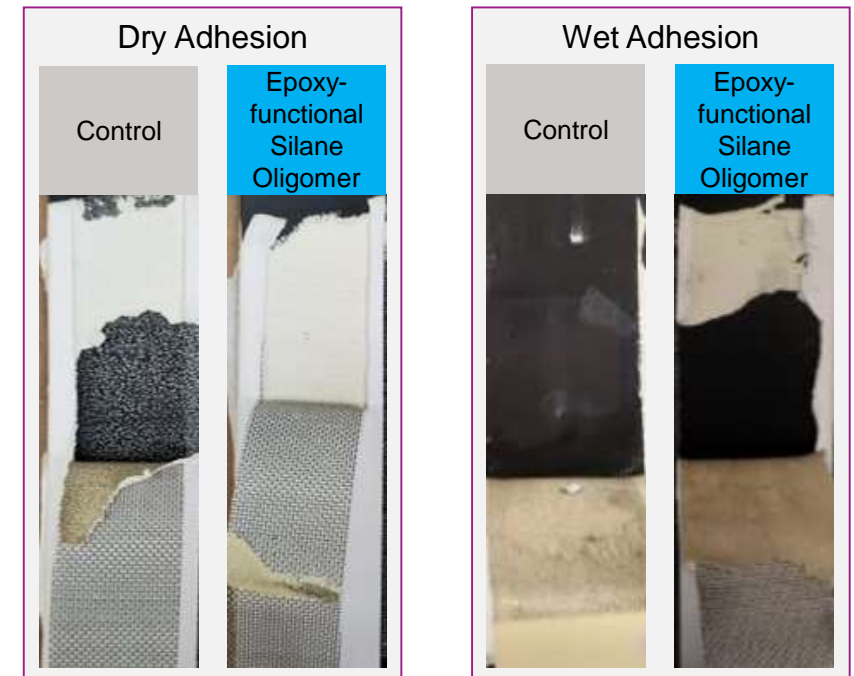 Dry Adhesion
Control
Epoxy-
functional
Silane
Oligomer
Wet Adhesion
Control
Epoxy-
functional
Silane
Oligomer